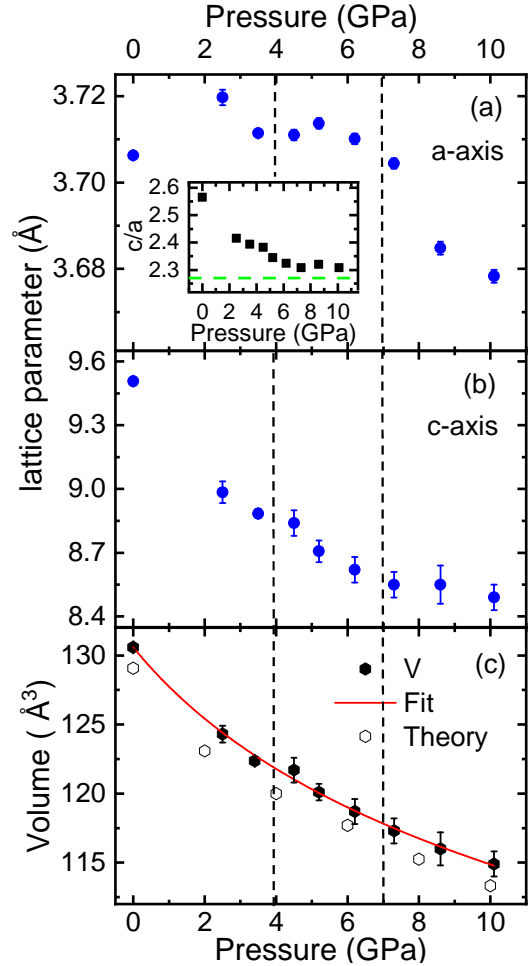 Pressure (GPa)
0 2 4 6 8 10
3.72
(a)
a-axis
3.70
2.6
2.5
2.4
2.3
c/a
0 2 4 6 8 10
Pressure (GPa)
3.68
lattice parameter (Å)
9.6
(b)
c-axis
9.3
9.0
8.7
8.4
130
V
(c)
Fit
Theory
125
120
115
Volume ( Å³)
0 2 4 6 8 10
Pressure (GPa)